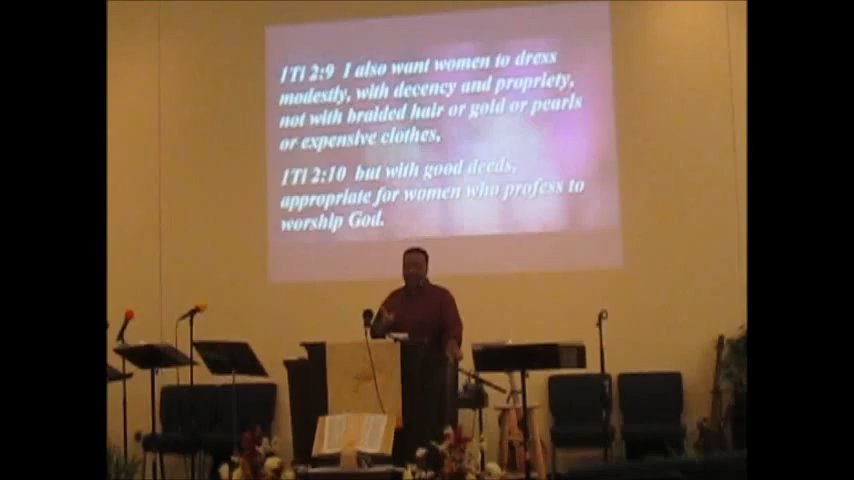 1Ti 2:9 I also want women to dress
modestly, with decency and propriety,
not with braided hair or gold or pearls
or expensive clothes,
1Ti 2:10 but with good deeds,
appropriate for women who profess to
worship God.